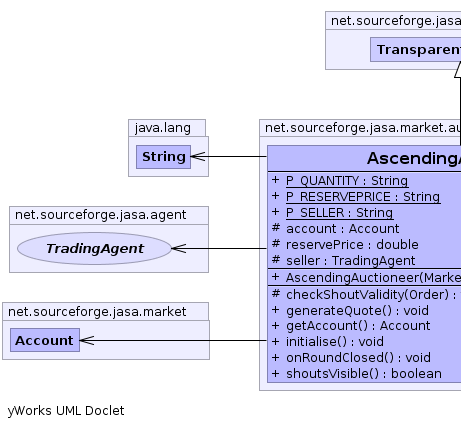 net.sourceforge.jasa
Transparent
java.lang
String
net.sourceforge.jasa.market.au
AscendingA
+ P_QUANTITY : String
+ P_RESERVEPRICE : String
+ P_SELLER : String
# account : Account
# reservePrice : double
# seller : TradingAgent
+ AscendingAuctioneer(Marke
# checkShoutValidity(Order) :
+ generateQuote() : void
+ getAccount() : Account
+ initialise() : void
+ onRoundClosed() : void
+ shoutsVisible() : boolean
net.sourceforge.jasa.agent
TradingAgent
net.sourceforge.jasa.market
Account
yWorks UML Doclet